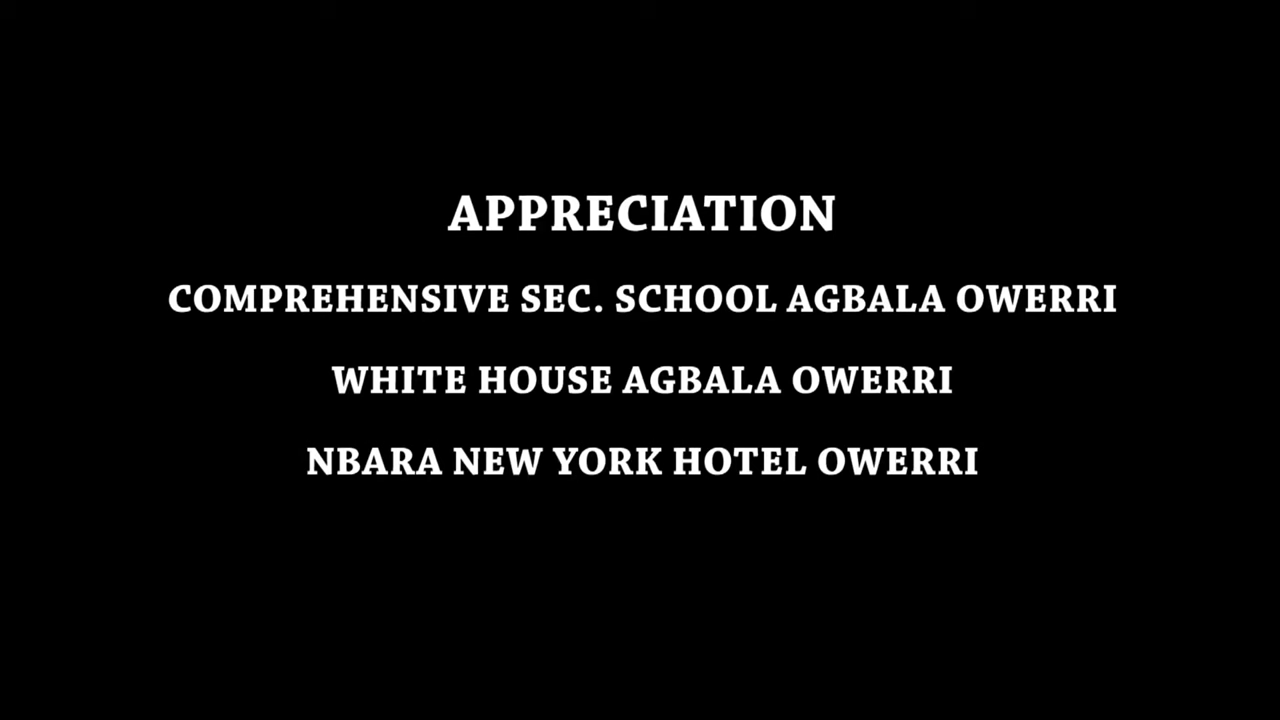 APPRECIATION
COMPREHENSIVE SEC. SCHOOL AGBALA OWERRI
WHITE HOUSE AGBALA OWERRI
NBARA NEW YORK HOTEL OWERRI